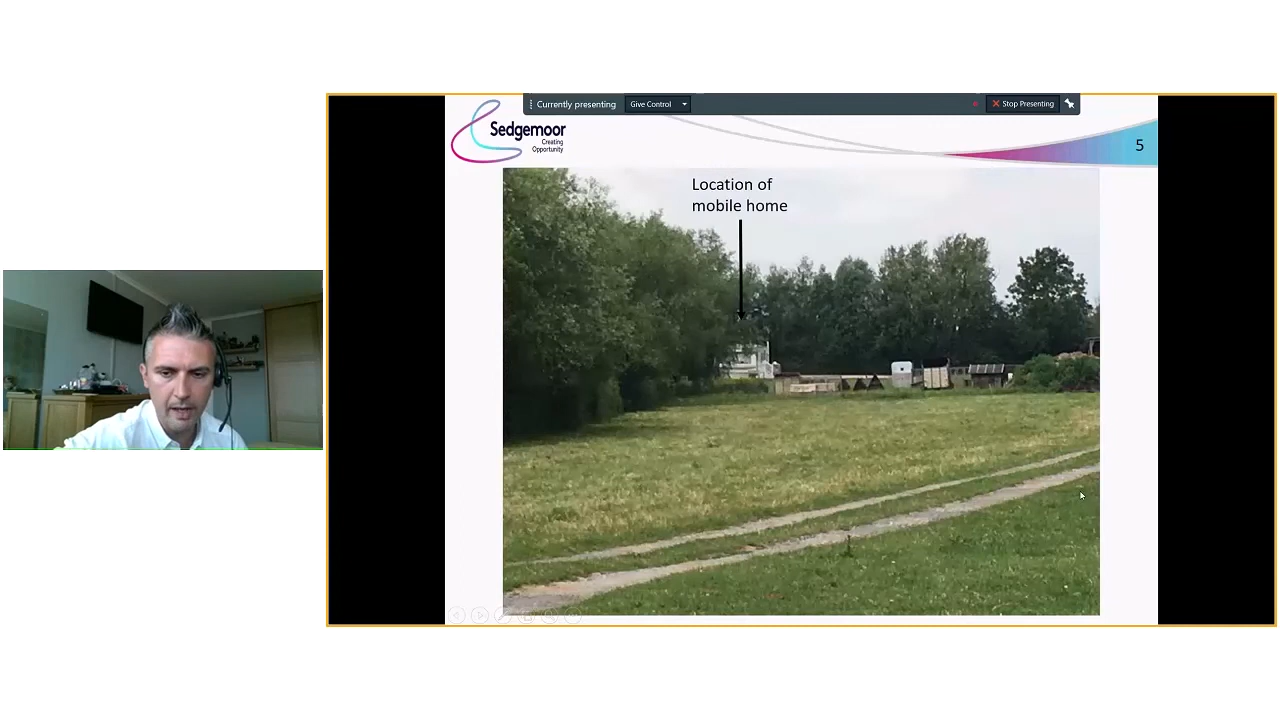 Currently presenting
Give Control
Stop Presenting
Sedgemoor
Creating
Opportunity
5
Location of
mobile home